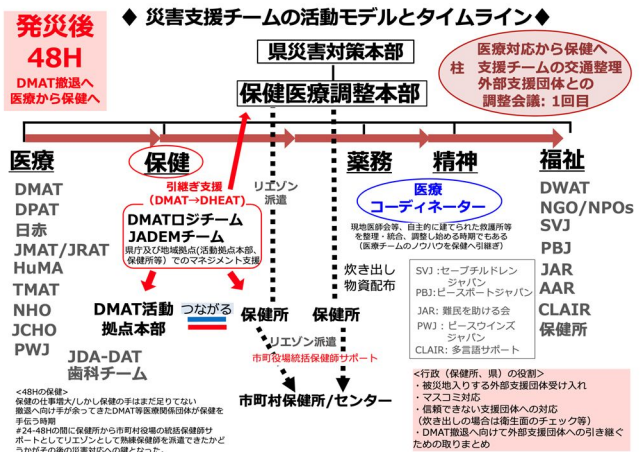 ◆ 災害支援チームの活動モデルとタイムライン◆
発災後
48H
DMAT撤退へ
医療から保健へ
県災害対策本部
保健医療調整本部
医療対応から保健へ
柱 支援チームの交通整理
外部支援団体との
調整会議: 1回目
医療
保健
薬務
精神
福祉
DMAT
DPAT
日赤
JMAT/JRAT
HuMA
TMAT
NHO
JCHO
PWJ
JDA-DAT
歯科チーム
引継ぎ支援
（DMAT→DHEAT）
DMATロジチーム
JADEMチーム
県庁及び地域拠点(活動拠点本部、
保健所等）でのマネジメント支援
リエゾン
派遣
医療
コーディネーター
現地医師会等、自主的に建てられた救護所等
を整理・統合、調整し始める時期でもある
（医療チームのノウハウを保健へ引継ぎ）
DWAT
NGO/NPOs
SVJ
PBJ
JAR
AAR
CLAIR
保健所
炊き出し
物資配布
SVJ :セーブチルドレン
ジャパン
PBJ:ピースボートジャパン
JAR: 難民を助ける会
PWJ : ピースウインズ
ジャパン
CLAIR: 多言語サポート
DMAT活動
拠点本部
つながる
保健所
保健所
リエゾン派遣
市町役場統括保健師サポート
市町村保健所/センター
<48Hの保健>
保健の仕事増大/しかし保健の手はまだ足りてない
撤退へ向け手が余ってきたDMAT等医療関係団体が保健を
手伝う時期
#24-48Hの間に保健所から市町役場の統括保健師サ
ポートとしてリエゾンとして熟練保健師を派遣できたかど
うかがその後の災害対応への鍵となった。
<行政（保健所、県）の役割>
・被災地入りする外部支援団体受け入れ
・マスコミ対応
・信頼できない支援団体への対応
（炊き出しの場合は衛生面のチェック等）
・DMAT撤退へ向けて外部支援団体への引き継ぐ
ための取りまとめ